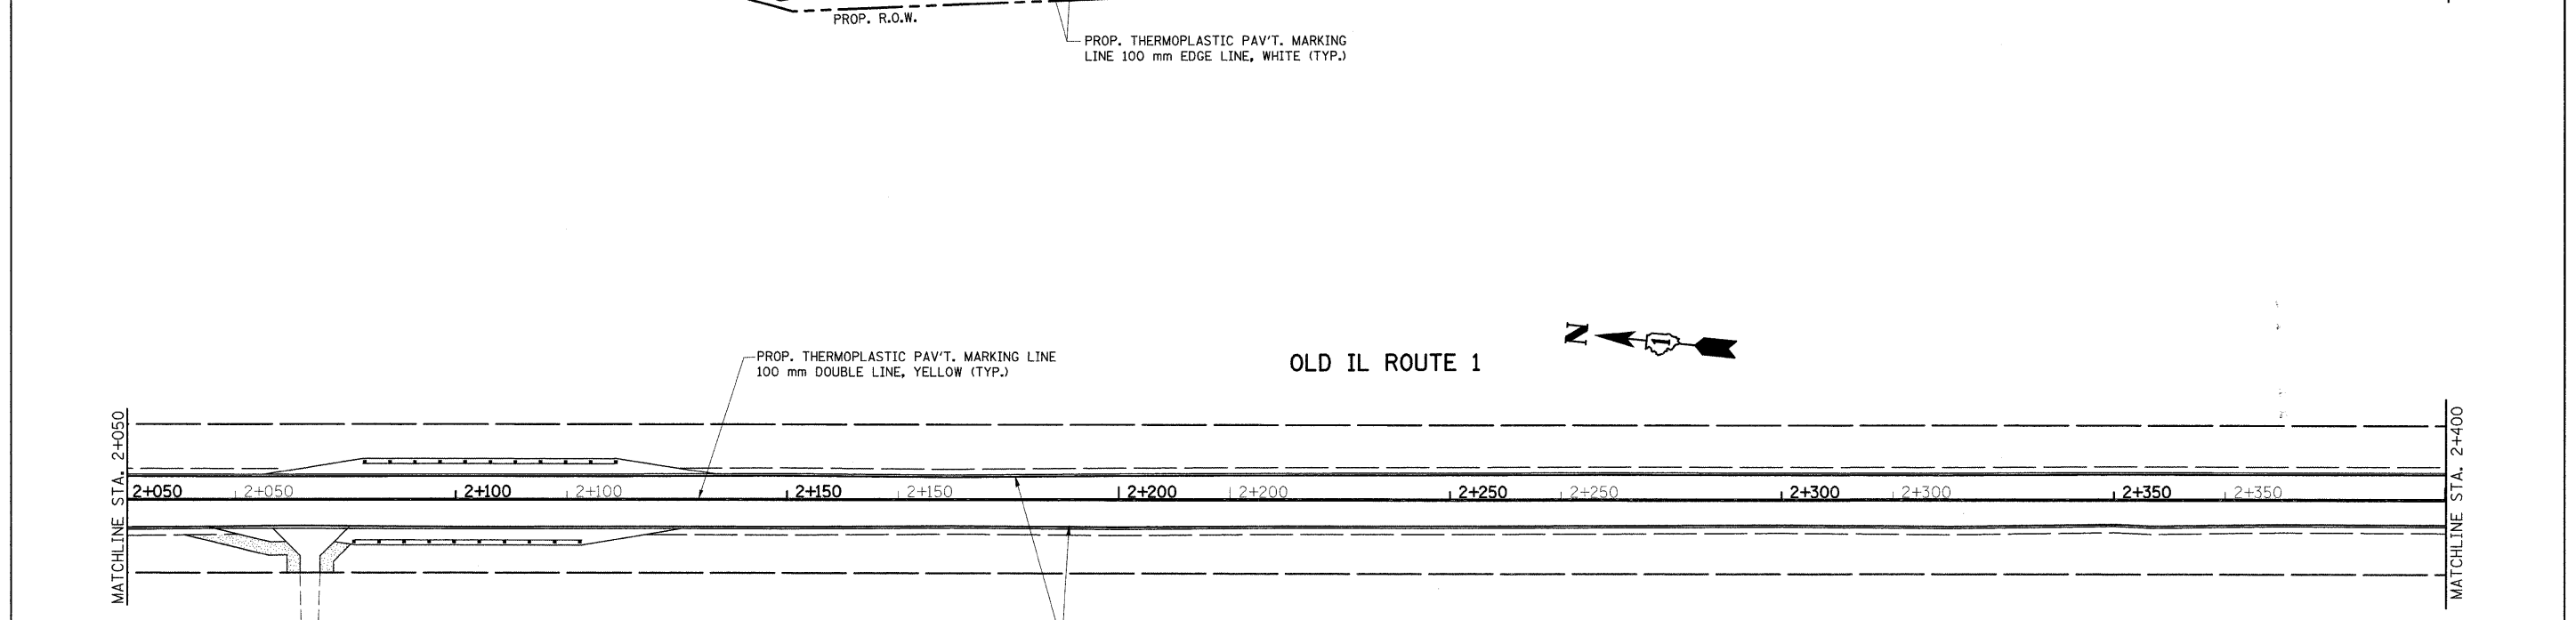 PROP. R.O.W.
PROP. THERMOPLASTIC PAV'T. MARKING
LINE 100 mm EDGE LINE, WHITE (TYP.)
N
1
PROP. THERMOPLASTIC PAV'T. MARKING LINE
100 mm DOUBLE LINE, YELLOW (TYP.)
OLD IL ROUTE 1
MATCHLINE STA. 2+050
2+050 2+050 2+100 2+100 2+150 2+150 2+200 2+200 2+250 2+250 2+300 2+300 2+350 2+350
MATCHLINE STA. 2+400